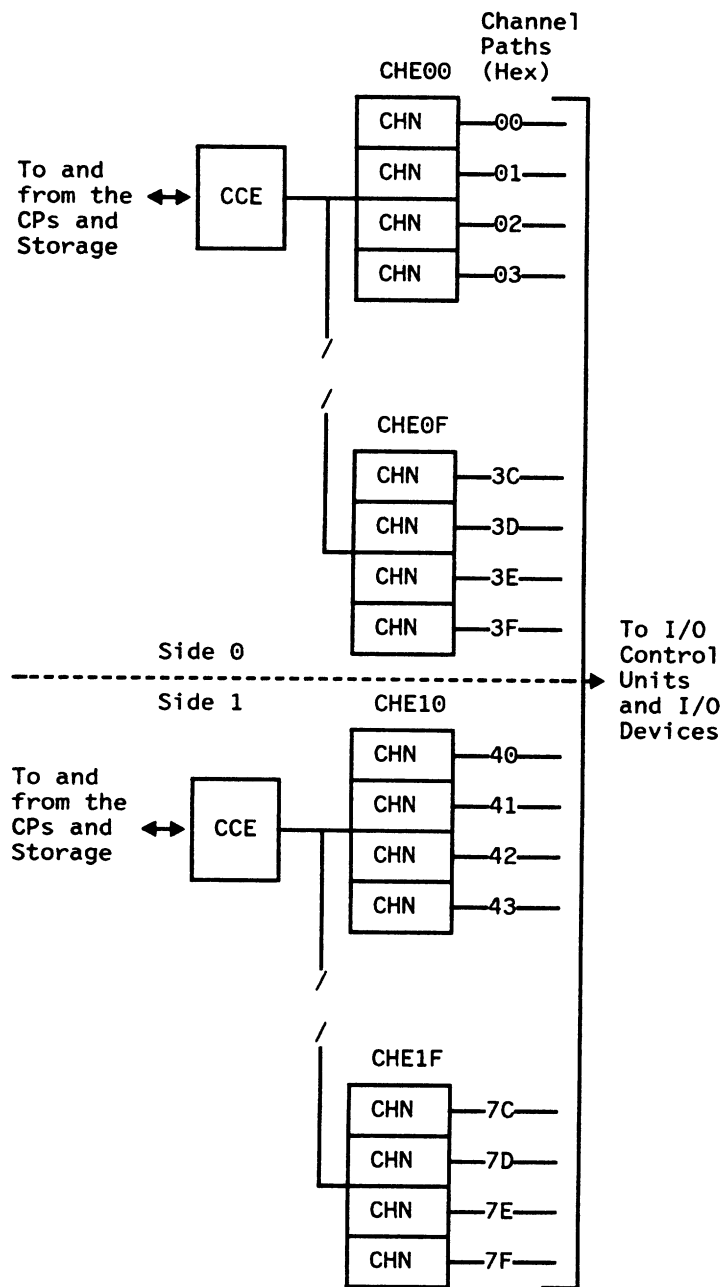 Channel
Paths
(Hex)
CHE00
CHN 00
CHN 01
CHN 02
CHN 03
To and
from the
CPs and
Storage
CCE
CHE0F
CHN 3C
CHN 3D
CHN 3E
CHN 3F
Side 0
To I/O
Control
Units
and I/O
Devices
Side 1
CHE10
CHN 40
CHN 41
CHN 42
CHN 43
To and
from the
CPs and
Storage
CCE
CHE1F
CHN 7C
CHN 7D
CHN 7E
CHN 7F